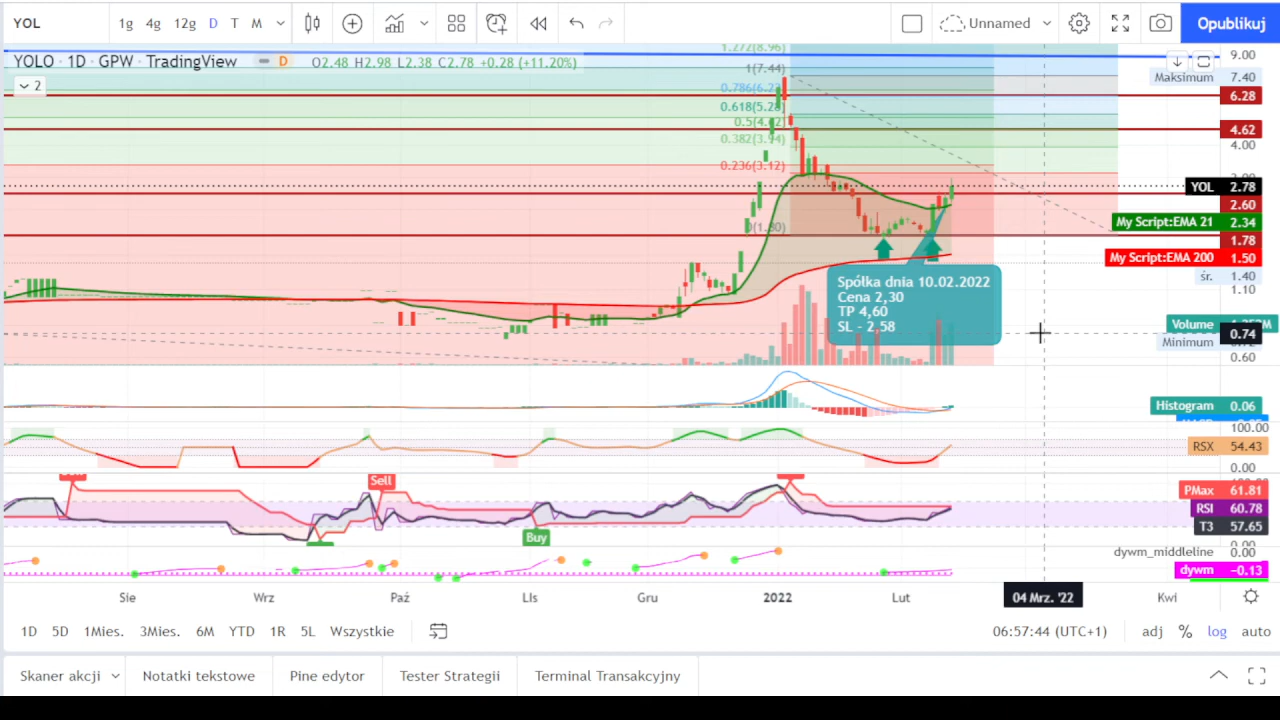 YOL 1g 4g 12g D T M Unnamed Opublikuj
YOLO · 1D · GPW · TradingView D O2.48 H2.98 L2.38 C2.78 +0.28 (+11.20%)
2
1.272(8.96)
1(7.44)
0.618(5.28)
0.382(3.94)
0.236(3.12)
9.00
Maksimum 7.40
6.28
4.62
4.00
YOL 2.78
2.60
My Script:EMA 21 2.34
1.78
My Script:EMA 200 1.50
śr. 1.40
1.10
Volume
0.74
Minimum
0.60
Spółka dnia 10.02.2022
Cena 2,30
TP 4,60
SL - 2,58
Histogram 0.06
100.00
RSX 54.43
0.00
Sell
Buy
PMax 61.81
RSI 60.78
T3 57.65
0.00
dywm_middleline 0.00
dywm −0.13
Sie Wrz Paź LIs Gru 2022 Lut 04 Mrz. '22 Kwi
1D 5D 1Mies. 3Mies. 6M YTD 1R 5L Wszystkie 06:57:44 (UTC+1) adj % log auto
Skaner akcji Notatki tekstowe Pine edytor Tester Strategii Terminal Transakcyjny